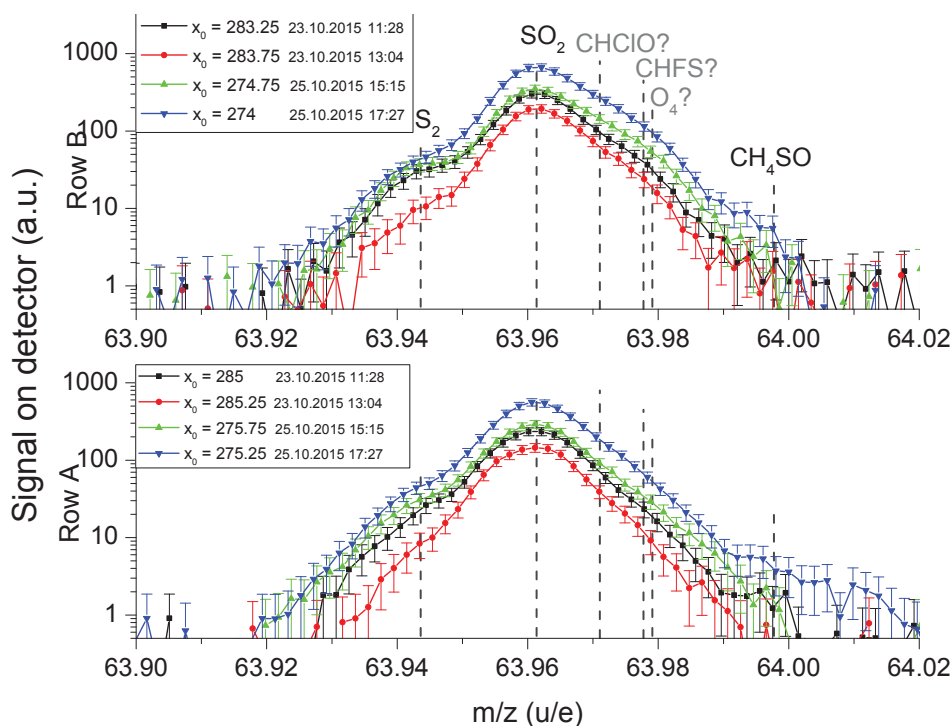 Signal on detector (a.u.)
Row B
1000
100
10
1
x₀ = 283.25 23.10.2015 11:28
x₀ = 283.75 23.10.2015 13:04
x₀ = 274.75 25.10.2015 15:15
x₀ = 274 25.10.2015 17:27
S₂
SO₂
CHClO?
CHFS?
O₄?
CH₄SO
63.90 63.92 63.94 63.96 63.98 64.00 64.02
Row A
1000
100
10
1
x₀ = 285 23.10.2015 11:28
x₀ = 285.25 23.10.2015 13:04
x₀ = 275.75 25.10.2015 15:15
x₀ = 275.25 25.10.2015 17:27
63.90 63.92 63.94 63.96 63.98 64.00 64.02
m/z (u/e)